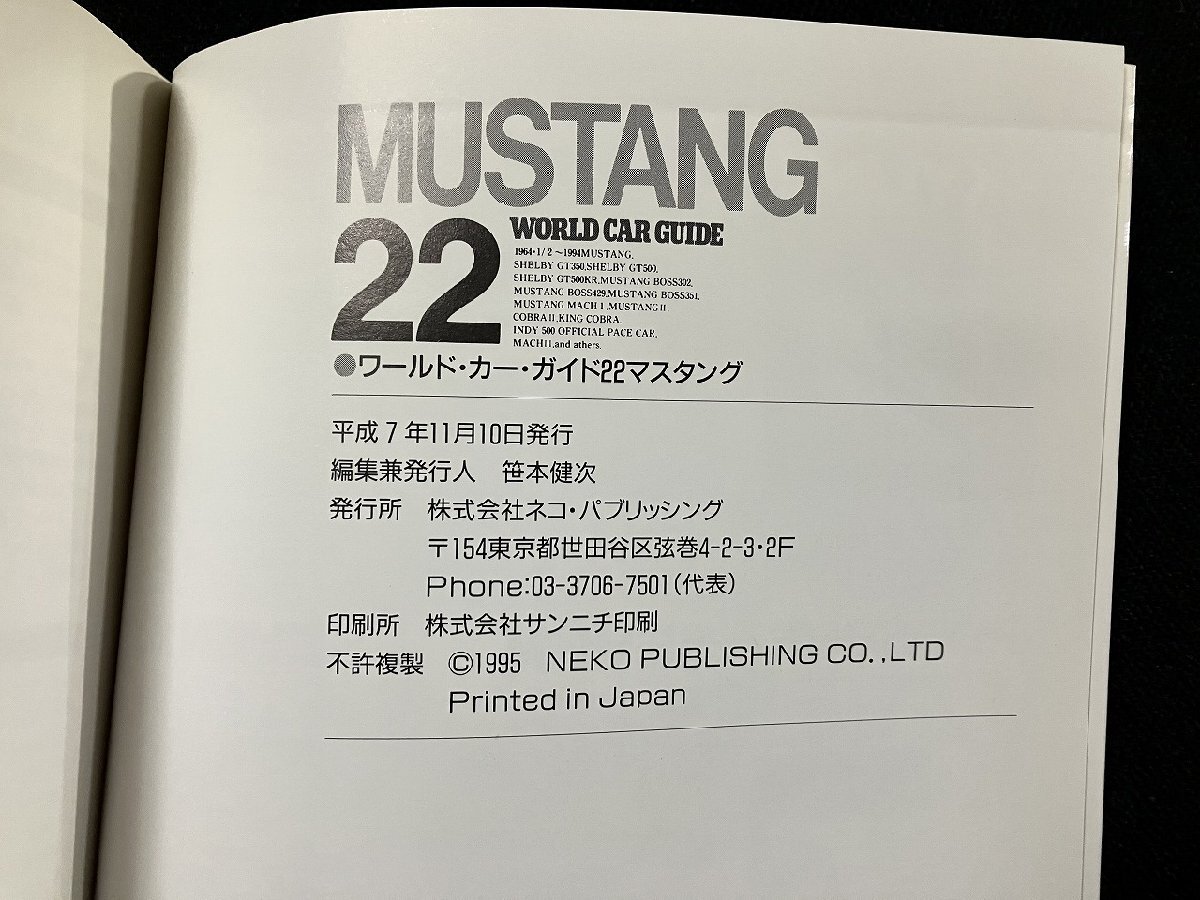 MUSTANG
22
WORLD CAR GUIDE
1964・1/2〜1994MUSTANG,
SHELBY GT350,SHELBY GT500,
SHELBY GT500KR,MUSTANG BOSS302,
MUSTANG BOSS429,MUSTANG BOSS351,
MUSTANG MACH I,MUSTANG II
COBRA II,KING COBRA
INDY 500 OFFICIAL PACE CAR,
MACH II,and athers.
●ワールド・カー・ガイド22マスタング
平成7年11月10日発行
編集兼発行人 笹本健次
発行所 株式会社ネコ・パブリッシング
〒154東京都世田谷区弦巻4-2-3・2F
Phone:03-3706-7501(代表)
印刷所 株式会社サンニチ印刷
不許複製 ©1995 NEKO PUBLISHING CO.,LTD
Printed in Japan